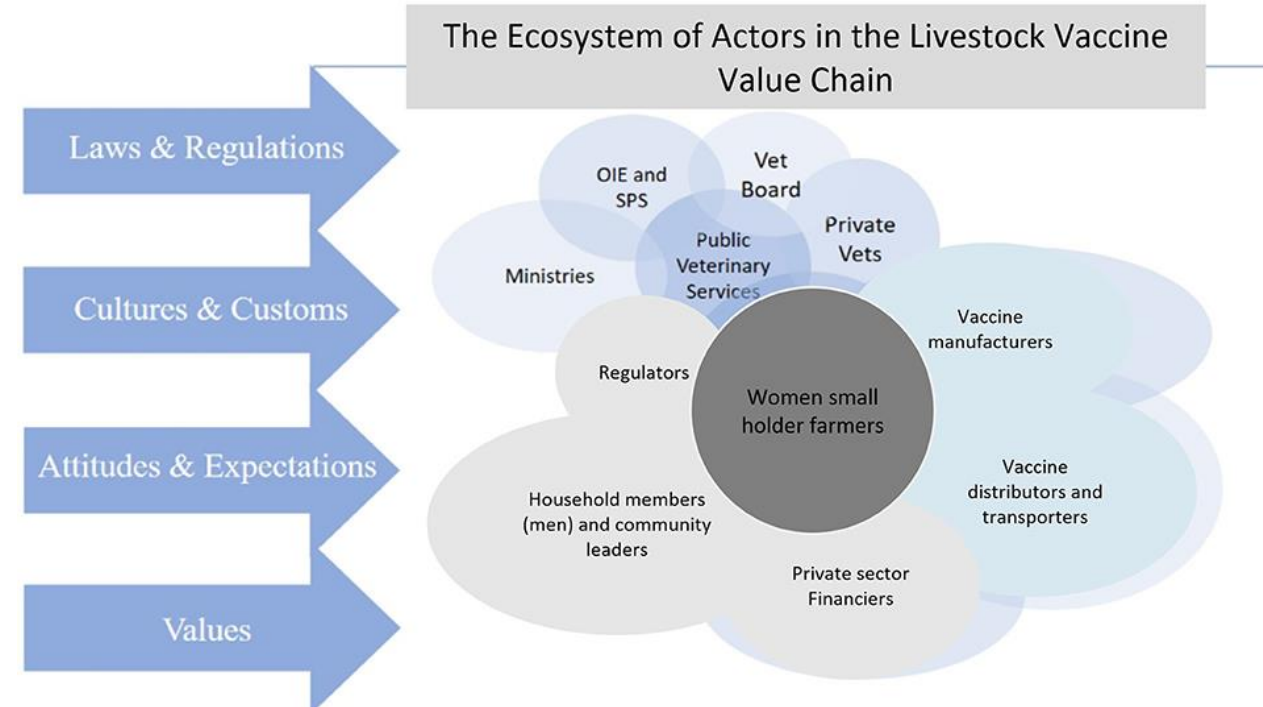 The Ecosystem of Actors in the Livestock Vaccine
Value Chain
Laws & Regulations
Cultures & Customs
Attitudes & Expectations
Values
OIE and
SPS
Vet
Board
Private
Vets
Public
Veterinary
Services
Ministries
Regulators
Women small
holder farmers
Vaccine
manufacturers
Vaccine
distributors and
transporters
Household members
(men) and community
leaders
Private sector
Financiers